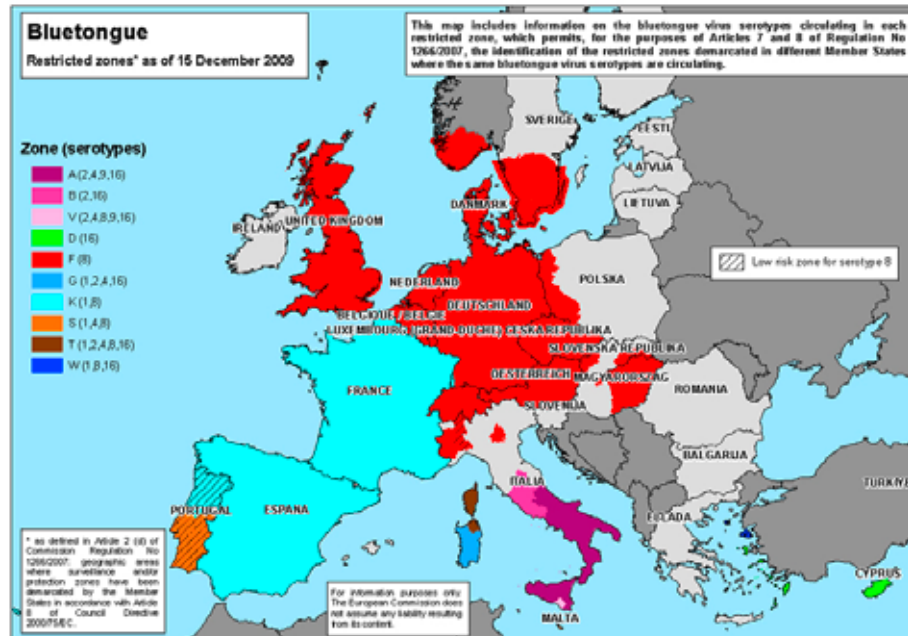 Bluetongue
Restricted zones* as of 15 December 2009
This map includes information on the bluetongue virus serotypes circulating in each
restricted zone, which permits, for the purposes of Articles 7 and 8 of Regulation No
1266/2007, the identification of the restricted zones demarcated in different Member States
where the same bluetongue virus serotypes are circulating.
Zone (serotypes)
A (2,4,9,16)
B (2,16)
V (2,4,8,9,16)
D (16)
F (8)
G (1,2,4,16)
K (1,8)
S (1,4,8)
T (1,2,4,8,16)
W (1,8,16)
Low risk zone for serotype 8
SVERIGE
EESTI
LATVIJA
LIETUVA
DANMARK
IRELAND
UNITED KINGDOM
NEDERLAND
POLSKA
DEUTSCHLAND
BELGIQUE / BELGIE
LUXEMBOURG (GRAND-DUCHE)
CESKA REPUBLIKA
SLOVENSKA REPUBLIKA
FRANCE
OESTERREICH
MAGYARORSZAG
SLOVENIJA
ROMANIA
BALGARIJA
ITALIA
PORTUGAL
ESPANA
ELLADA
TURKIYE
CYPRUS
MALTA
* as defined in Article 2 (d) of
Commission Regulation No
1266/2007: geographic areas
where surveillance and/or
protection zones have been
demarcated by the Member
States in accordance with Article
8 of Council Directive
2000/75/EC.
For information purposes only.
The European Commission does
not assume any liability resulting
from its content.